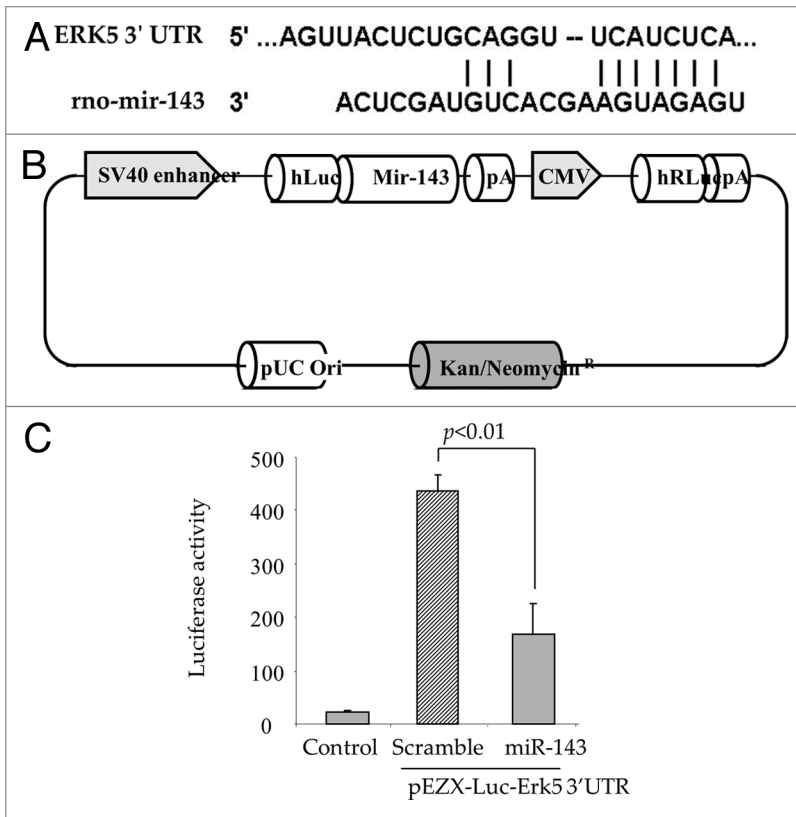 A
ERK5 3' UTR 5' ...AGUUACUCUGCAGGU -- UCAUCUCA...
rno-mir-143 3' ACUCGAUGUCACGAAGUAGAGU
B
SV40 enhancer hLuc Mir-143 pA CMV hRLuc pA
pUC Ori Kan/Neomycin R
C
p<0.01
500
400
300
200
100
0
Luciferase activity
Control Scramble miR-143
pEZX-Luc-Erk5 3'UTR